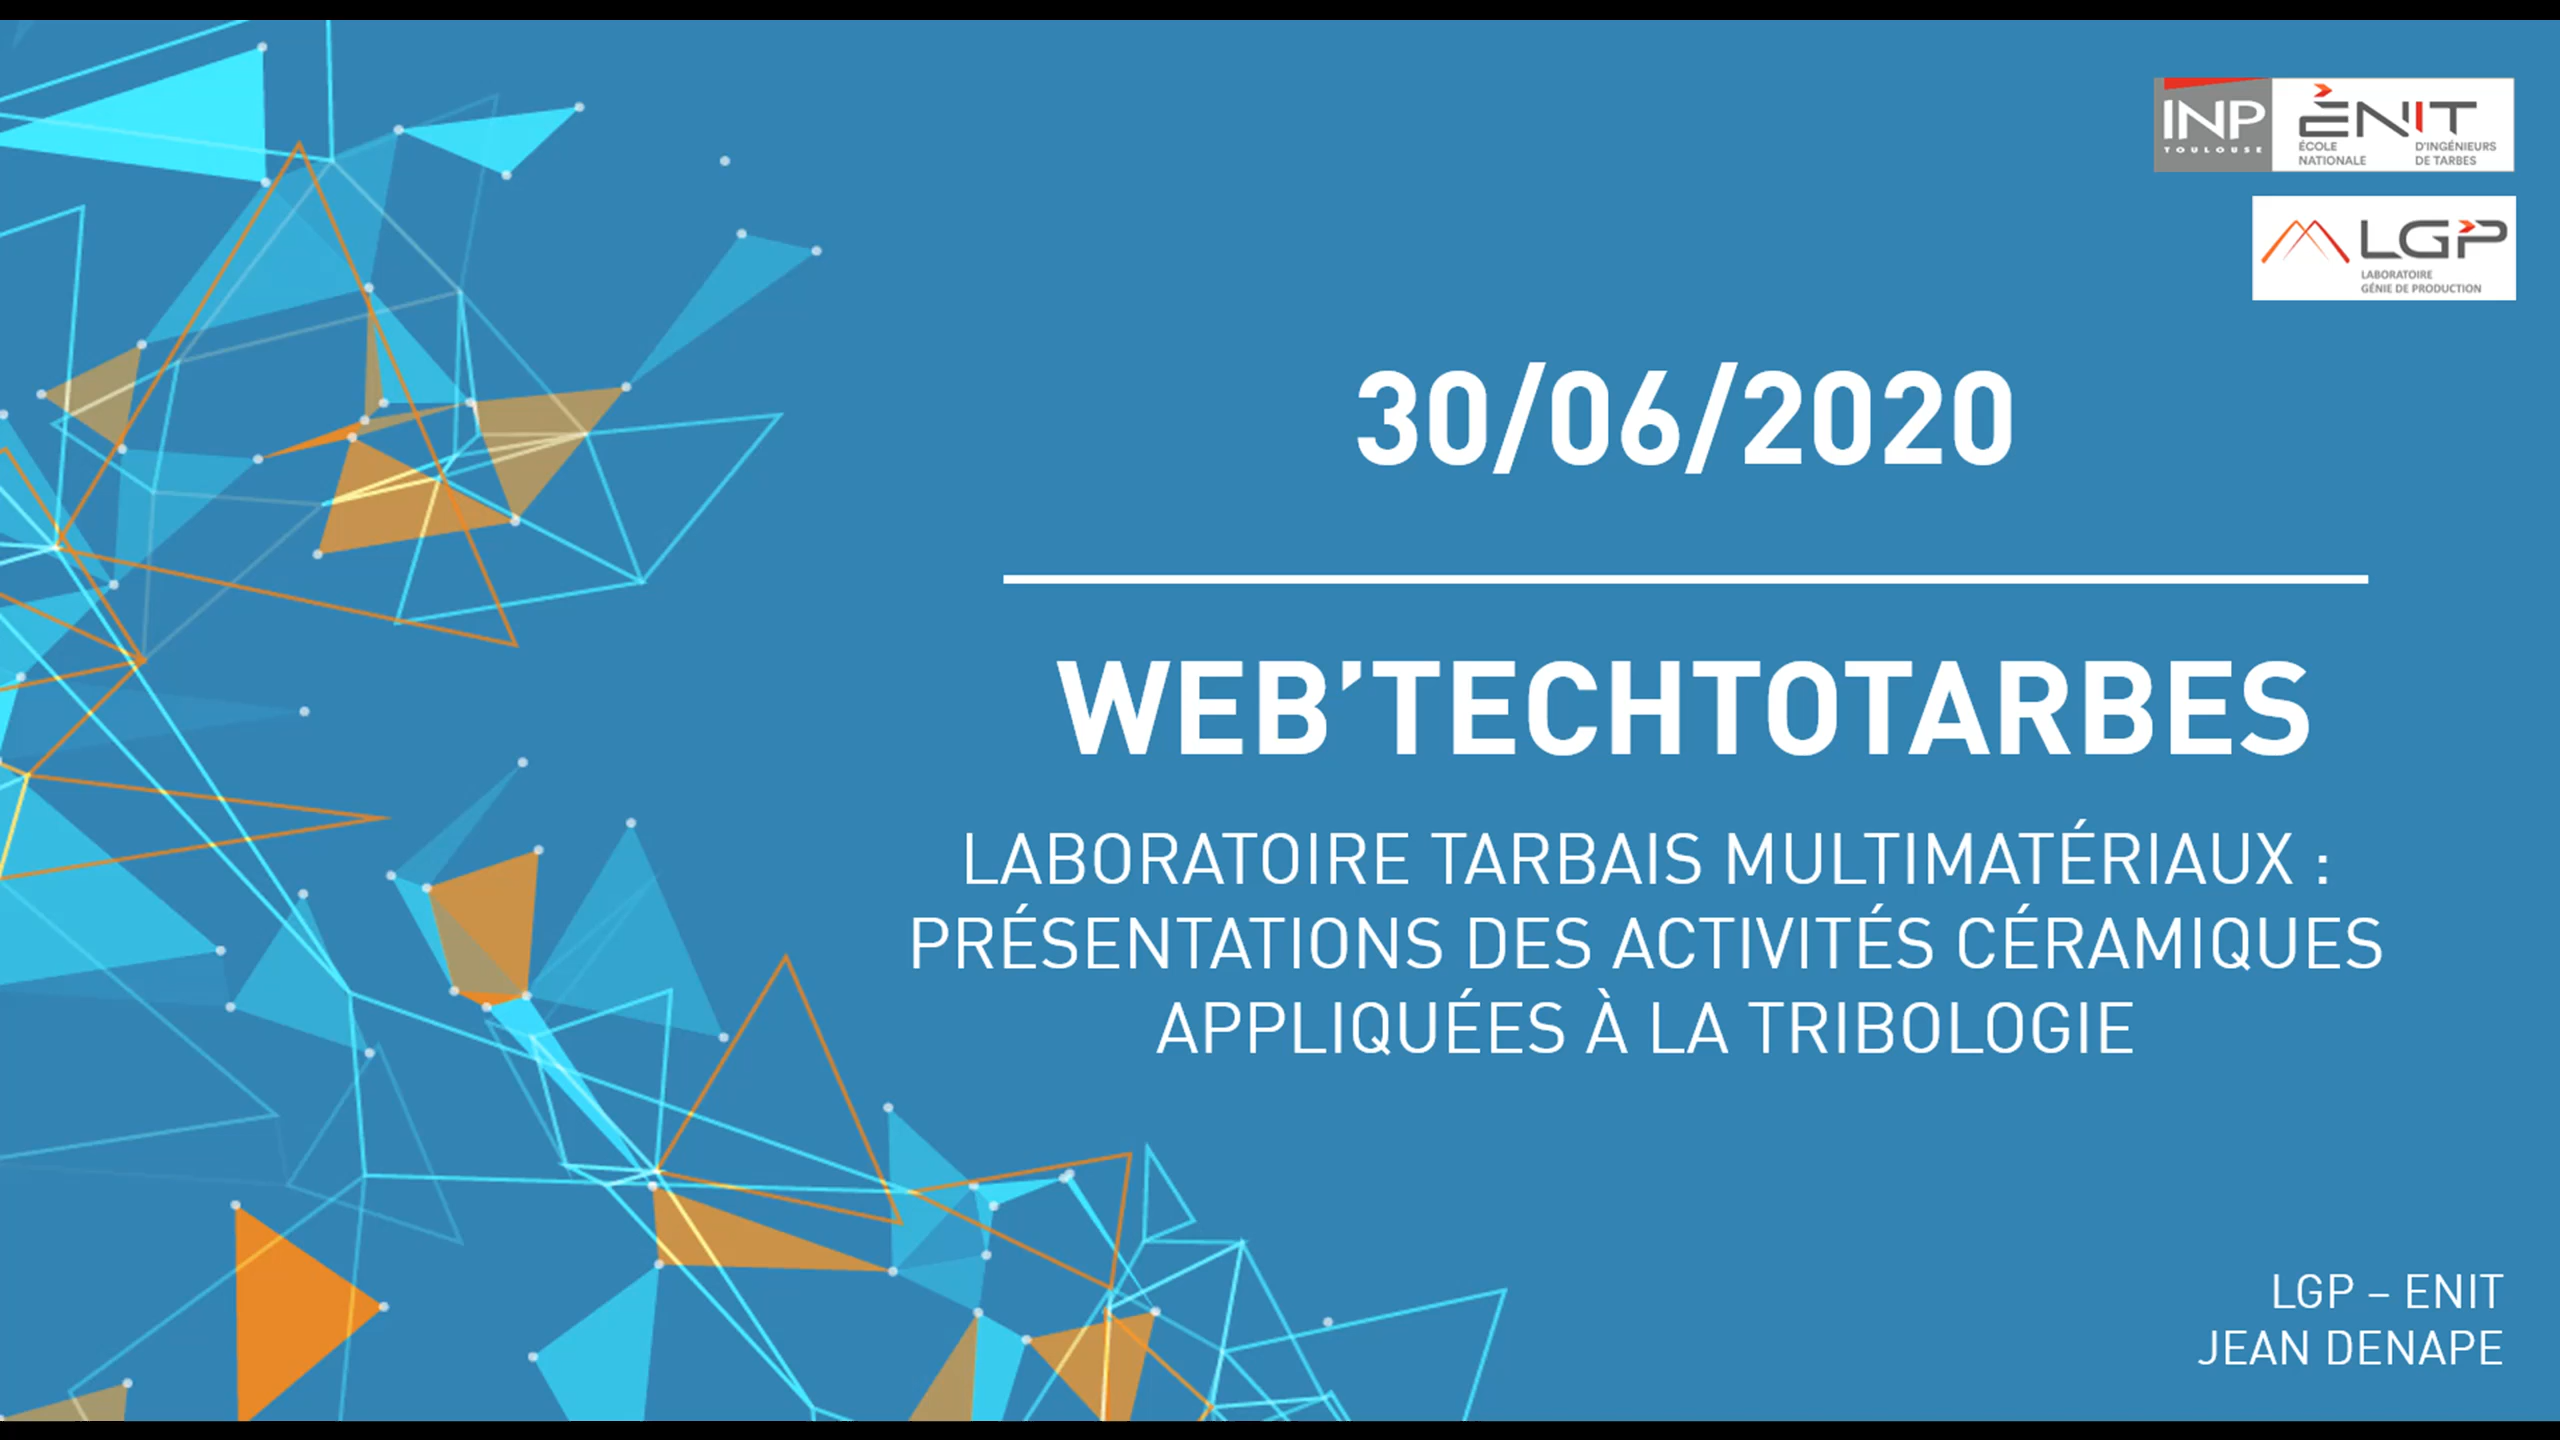 INP
TOULOUSE
ÈNIT
ÉCOLE
NATIONALE
D'INGÉNIEURS
DE TARBES
LGP
LABORATOIRE
GÉNIE DE PRODUCTION
30/06/2020
WEB’TECHTOTARBES
LABORATOIRE TARBAIS MULTIMATÉRIAUX :
PRÉSENTATIONS DES ACTIVITÉS CÉRAMIQUES
APPLIQUÉES À LA TRIBOLOGIE
LGP – ENIT
JEAN DENAPE